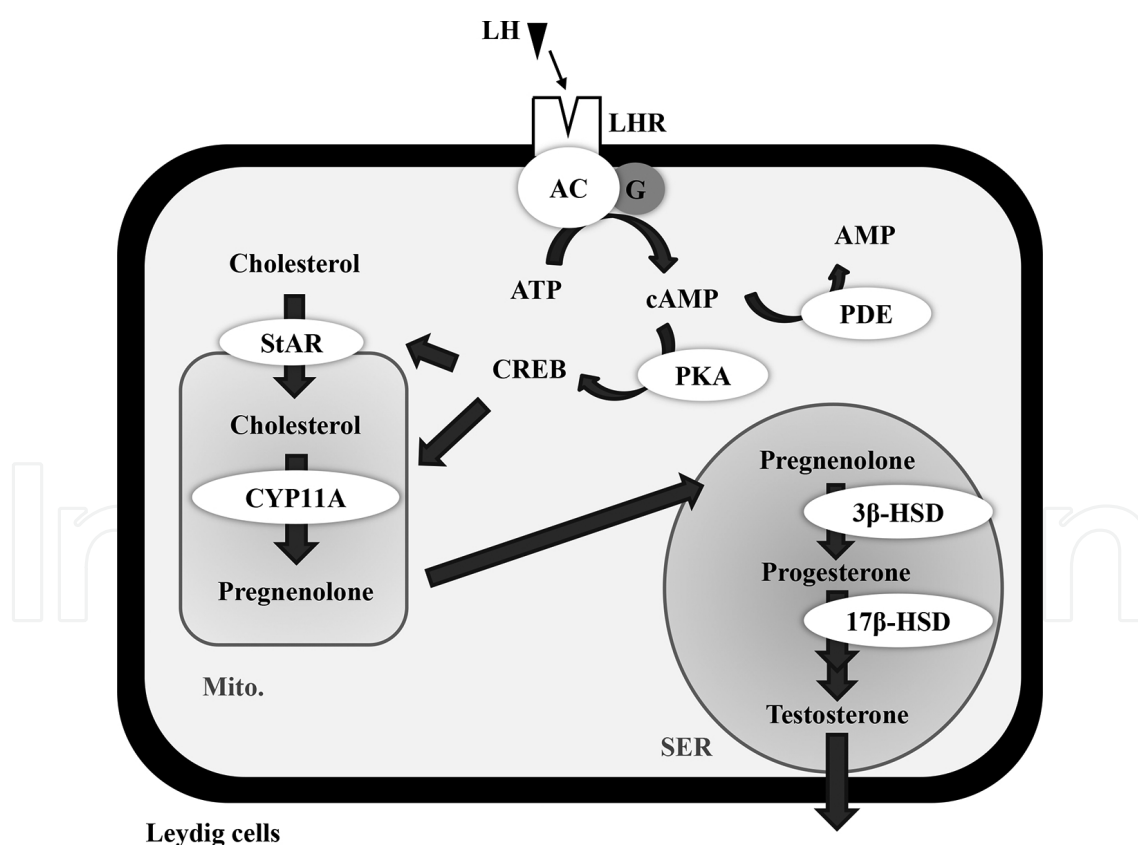 LH
LHR
AC
G
AMP
Cholesterol
ATP
cAMP
PDE
StAR
CREB
PKA
Cholesterol
CYP11A
Pregnenolone
Pregnenolone
3β-HSD
Progesterone
17β-HSD
Mito.
Testosterone
SER
Leydig cells